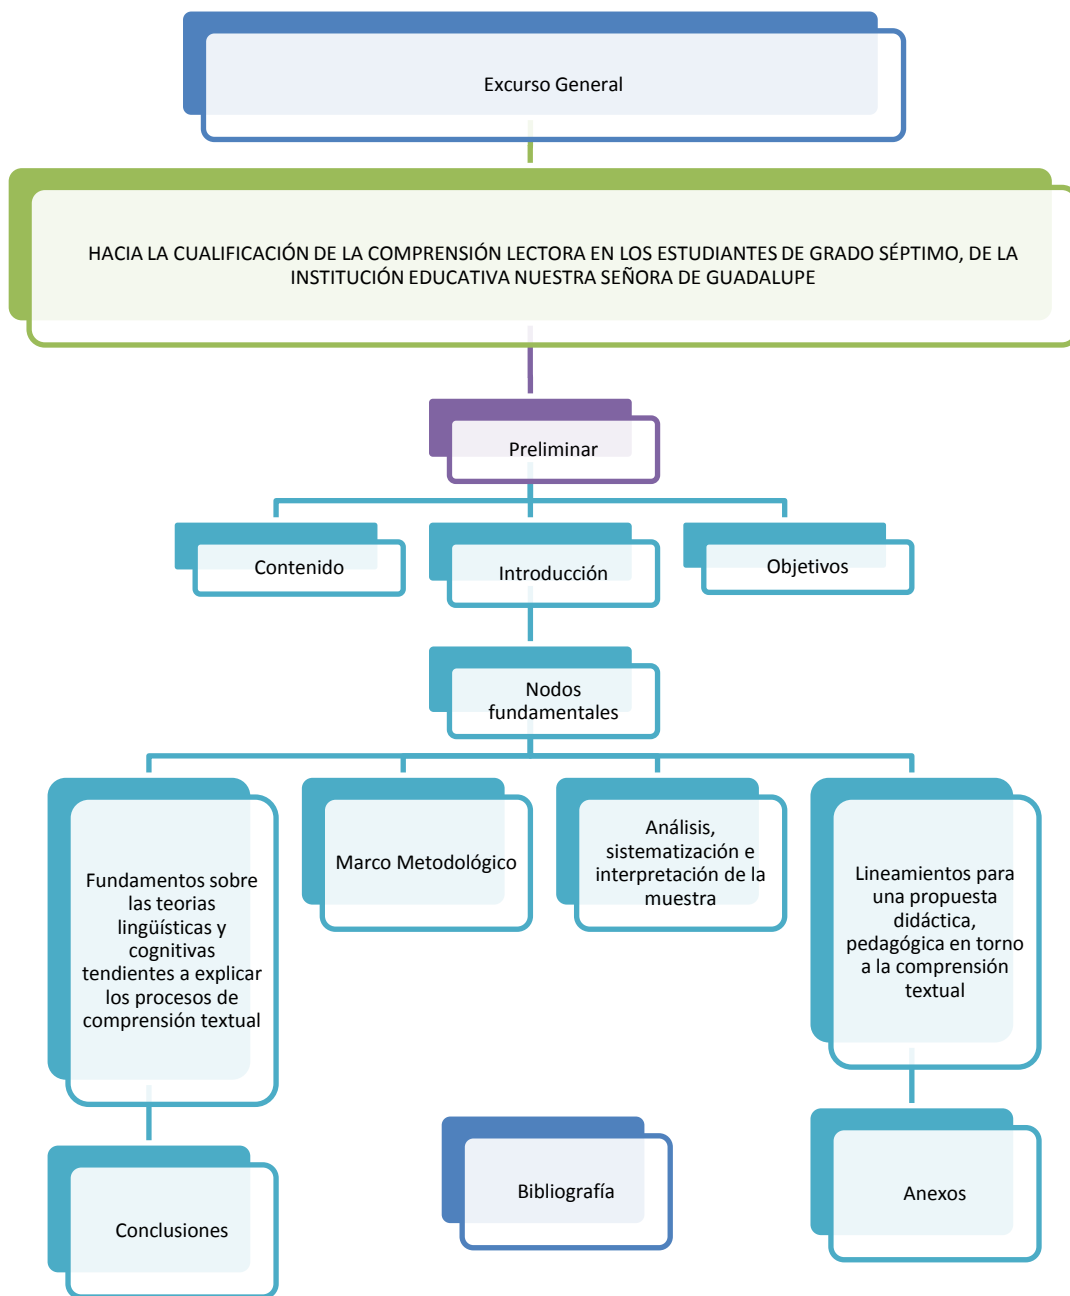 Excurso General
HACIA LA CUALIFICACIÓN DE LA COMPRENSIÓN LECTORA EN LOS ESTUDIANTES DE GRADO SÉPTIMO, DE LA
INSTITUCIÓN EDUCATIVA NUESTRA SEÑORA DE GUADALUPE
Preliminar
Contenido
Introducción
Objetivos
Nodos
fundamentales
Fundamentos sobre
las teorias
lingüísticas y
cognitivas
tendientes a explicar
los procesos de
comprensión textual
Marco Metodológico
Análisis,
sistematización e
interpretación de la
muestra
Lineamientos para
una propuesta
didáctica,
pedagógica en torno
a la comprensión
textual
Conclusiones
Bibliografía
Anexos